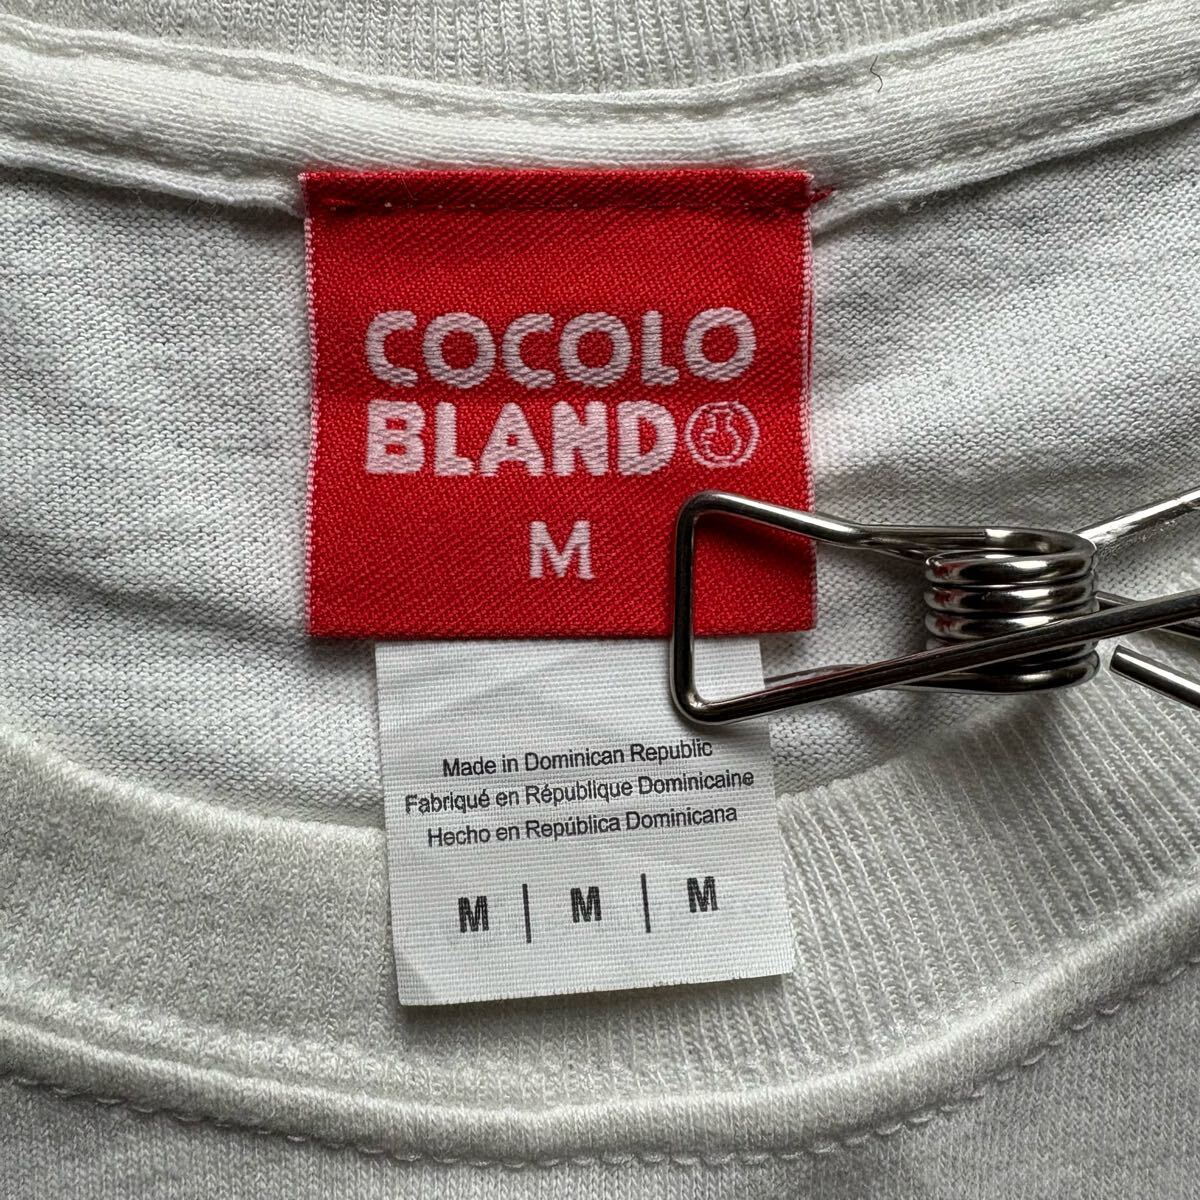 COCOLO
BLAND
M
Made in Dominican Republic
Fabriqué en République Dominicaine
Hecho en República Dominicana
M | M | M